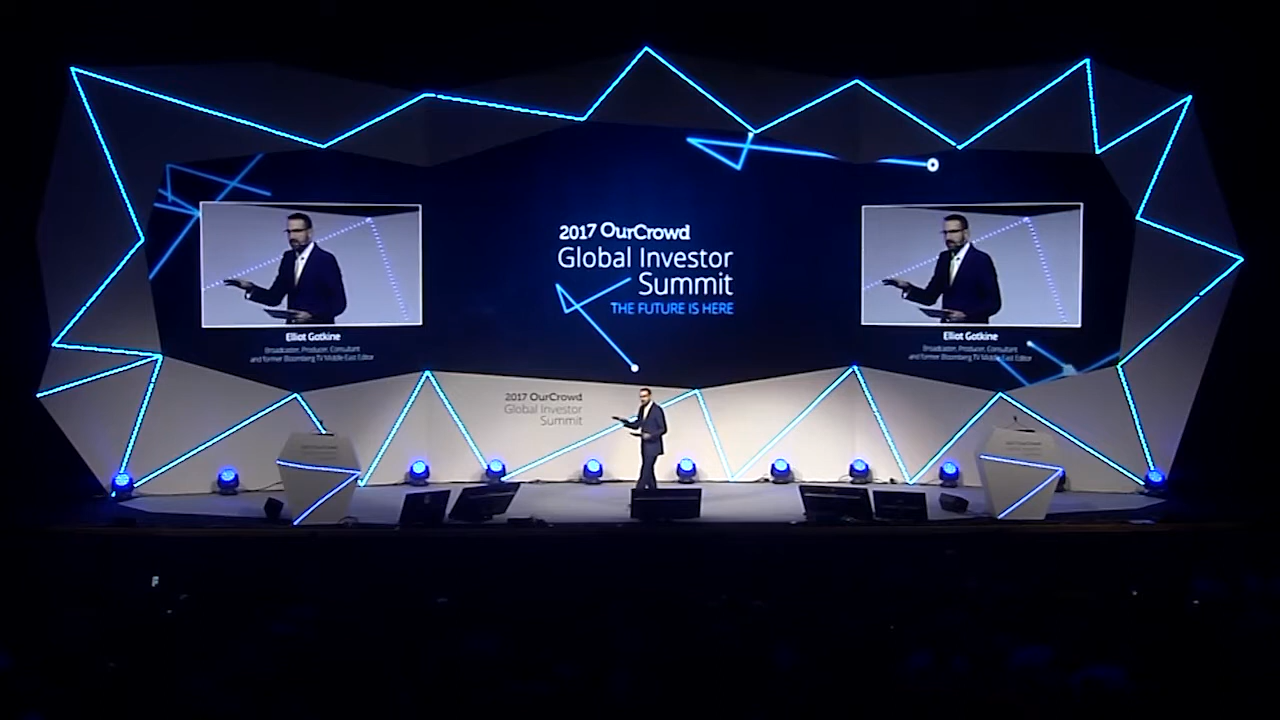 2017 OurCrowd
Global Investor
Summit
THE FUTURE IS HERE
Elliot Gotkine
Broadcaster, Producer, Consultant
and former Bloomberg TV Middle East Editor
Elliot Gotkine
Broadcaster, Producer, Consultant
and former Bloomberg TV Middle East Editor
2017 OurCrowd
Global Investor
Summit